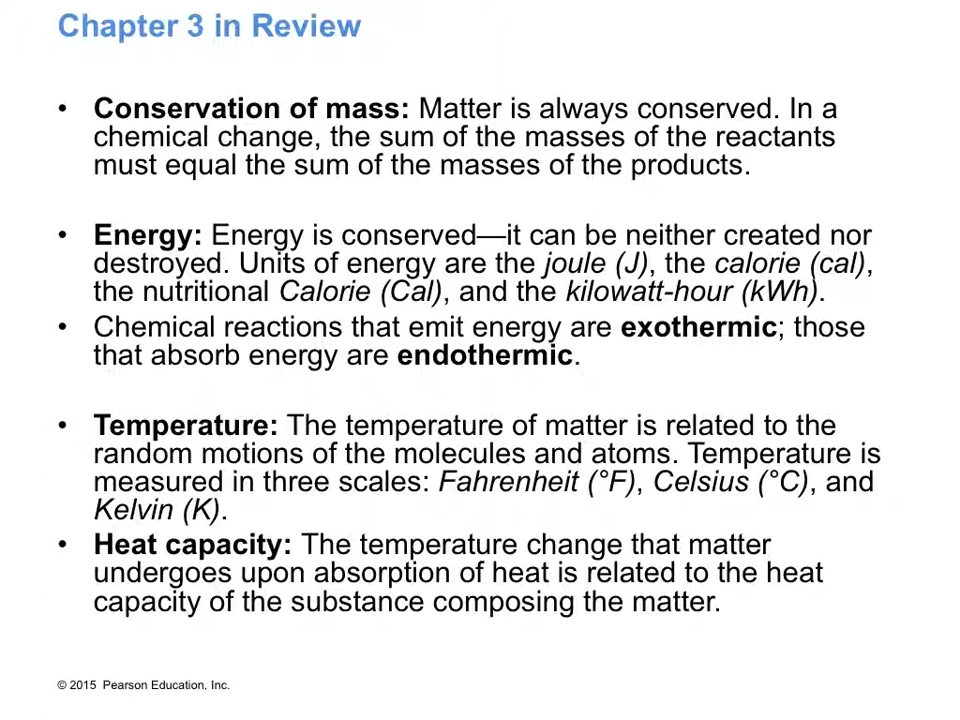 Chapter 3 in Review
• Conservation of mass: Matter is always conserved. In a
chemical change, the sum of the masses of the reactants
must equal the sum of the masses of the products.
• Energy: Energy is conserved—it can be neither created nor
destroyed. Units of energy are the joule (J), the calorie (cal),
the nutritional Calorie (Cal), and the kilowatt-hour (kWh).
• Chemical reactions that emit energy are exothermic; those
that absorb energy are endothermic.
• Temperature: The temperature of matter is related to the
random motions of the molecules and atoms. Temperature is
measured in three scales: Fahrenheit (°F), Celsius (°C), and
Kelvin (K).
• Heat capacity: The temperature change that matter
undergoes upon absorption of heat is related to the heat
capacity of the substance composing the matter.
© 2015 Pearson Education, Inc.